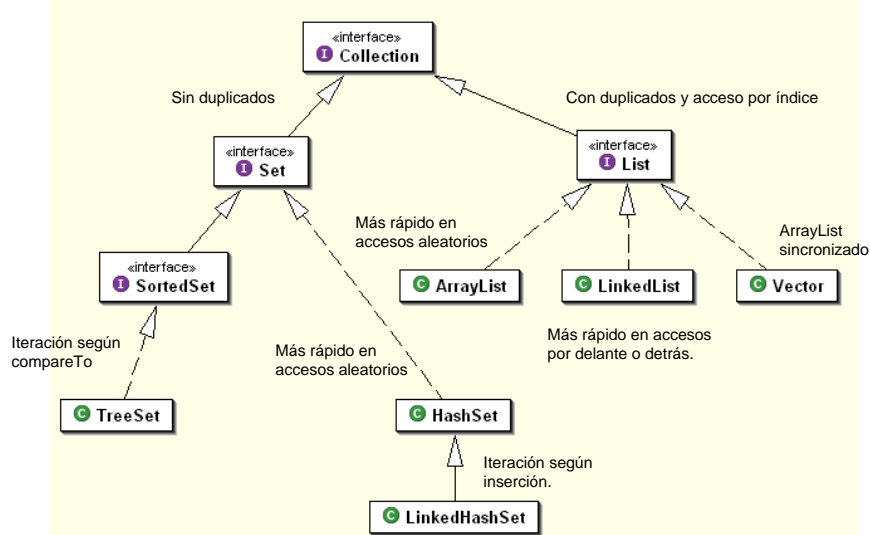 «interface»
I Collection
Sin duplicados
Con duplicados y acceso por índice
«interface»
I Set
«interface»
I List
Más rápido en
accesos aleatorios
ArrayList
sincronizado
«interface»
I SortedSet
C ArrayList
C LinkedList
C Vector
Iteración según
compareTo
Más rápido en
accesos aleatorios
Más rápido en accesos
por delante o detrás.
C TreeSet
C HashSet
Iteración según
inserción.
C LinkedHashSet